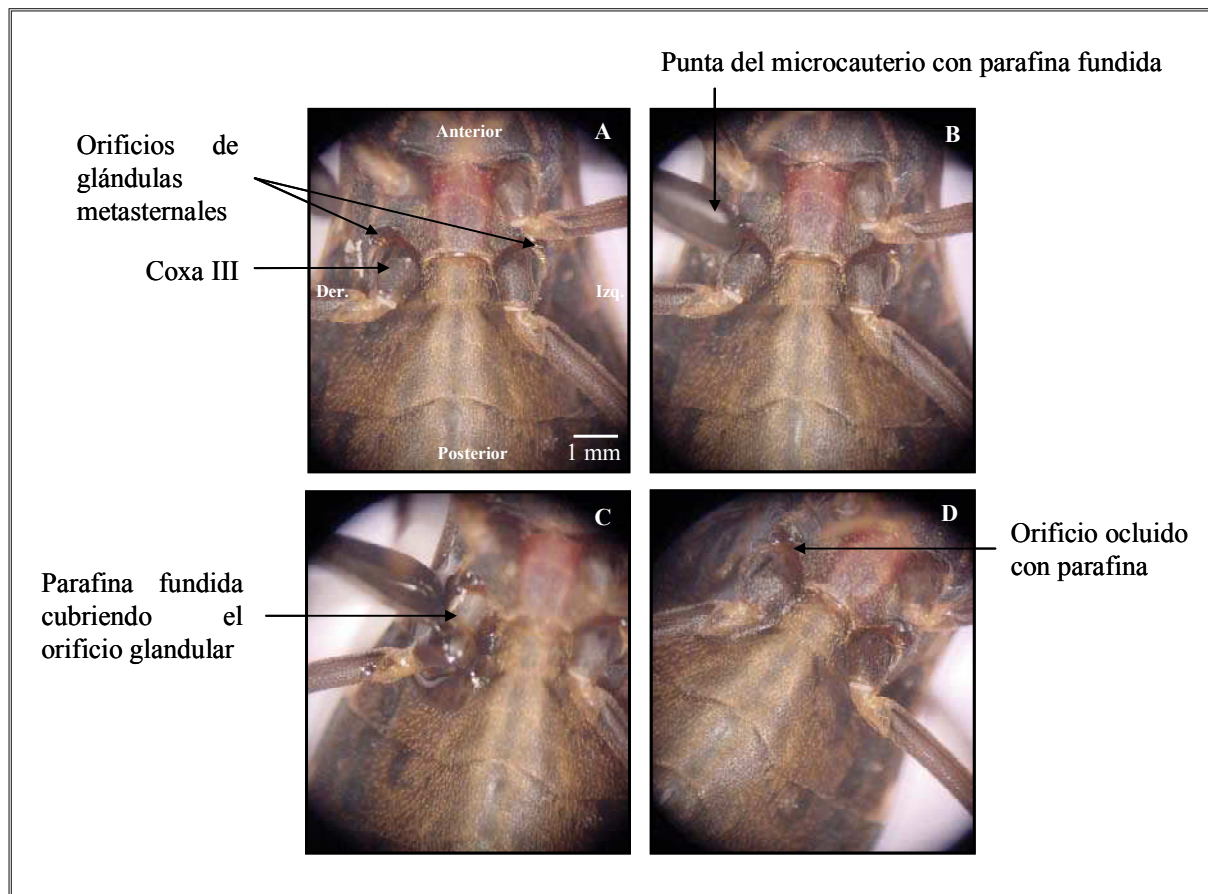 Punta del microcauterio con parafina fundida
Orificios de
glándulas
metasternales
Coxa III
Anterior
A
Der.
Izq.
Posterior
1 mm
B
Parafina fundida
cubriendo el
orificio glandular
C
D
Orificio ocluido
con parafina